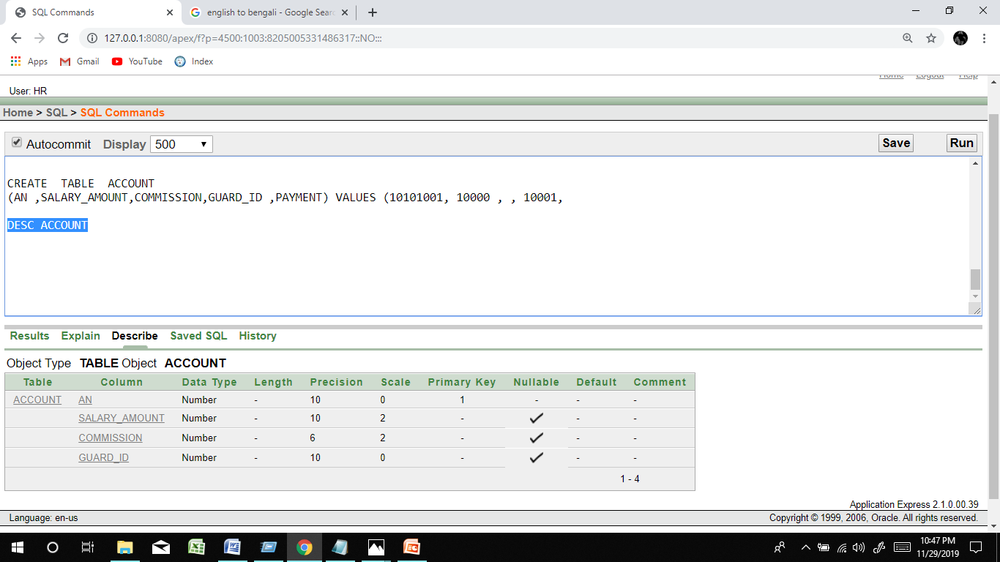 SQL Commands
english to bengali - Google Sear
127.0.0.1:8080/apex/f?p=4500:1003:8205005331486317::NO:::
Apps Gmail YouTube Index
Home Logout Help
User: HR
Home > SQL > SQL Commands
Autocommit Display 500 Save Run
CREATE TABLE ACCOUNT
(AN ,SALARY_AMOUNT,COMMISSION,GUARD_ID ,PAYMENT) VALUES (10101001, 10000 , , 10001,
DESC ACCOUNT
Results Explain Describe Saved SQL History
Object Type TABLE Object ACCOUNT
Table Column Data Type Length Precision Scale Primary Key Nullable Default Comment
ACCOUNT AN Number - 10 0 1 - - -
SALARY_AMOUNT Number - 10 2 - ✓ - -
COMMISSION Number - 6 2 - ✓ - -
GUARD_ID Number - 10 0 - ✓ - -
1 - 4
Application Express 2.1.0.00.39
Language: en-us Copyright © 1999, 2006, Oracle. All rights reserved.
10:47 PM
11/29/2019